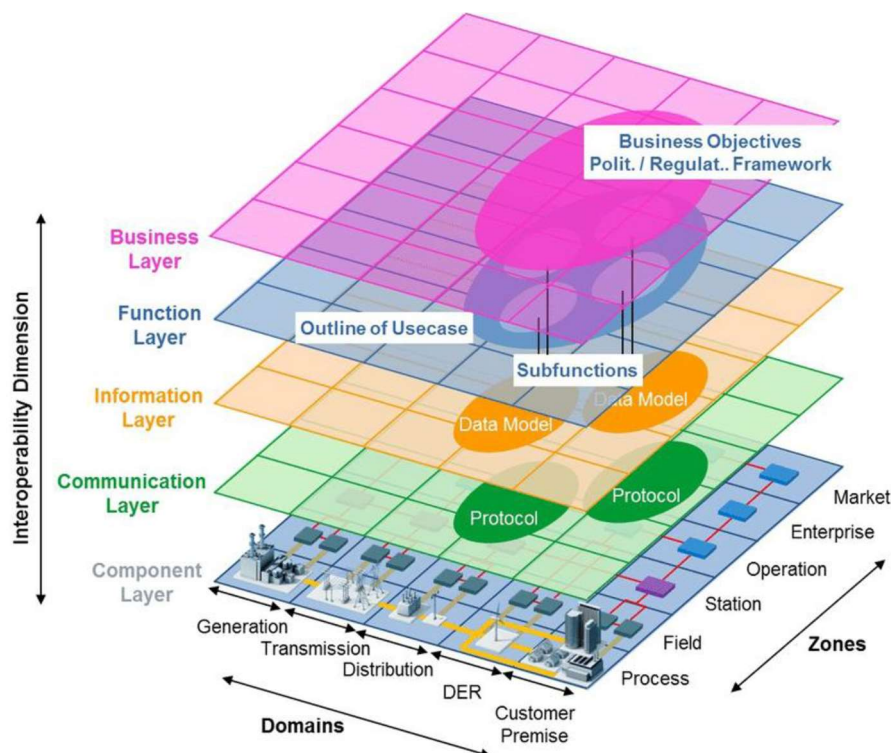 Business Objectives
Polit. / Regulat.. Framework
Business
Layer
Function
Layer
Outline of Usecase
Subfunctions
Information
Layer
Data Model
Data Model
Communication
Layer
Protocol
Protocol
Component
Layer
Interoperability Dimension
Generation
Transmission
Distribution
DER
Customer
Premise
Domains
Market
Enterprise
Operation
Station
Field
Process
Zones